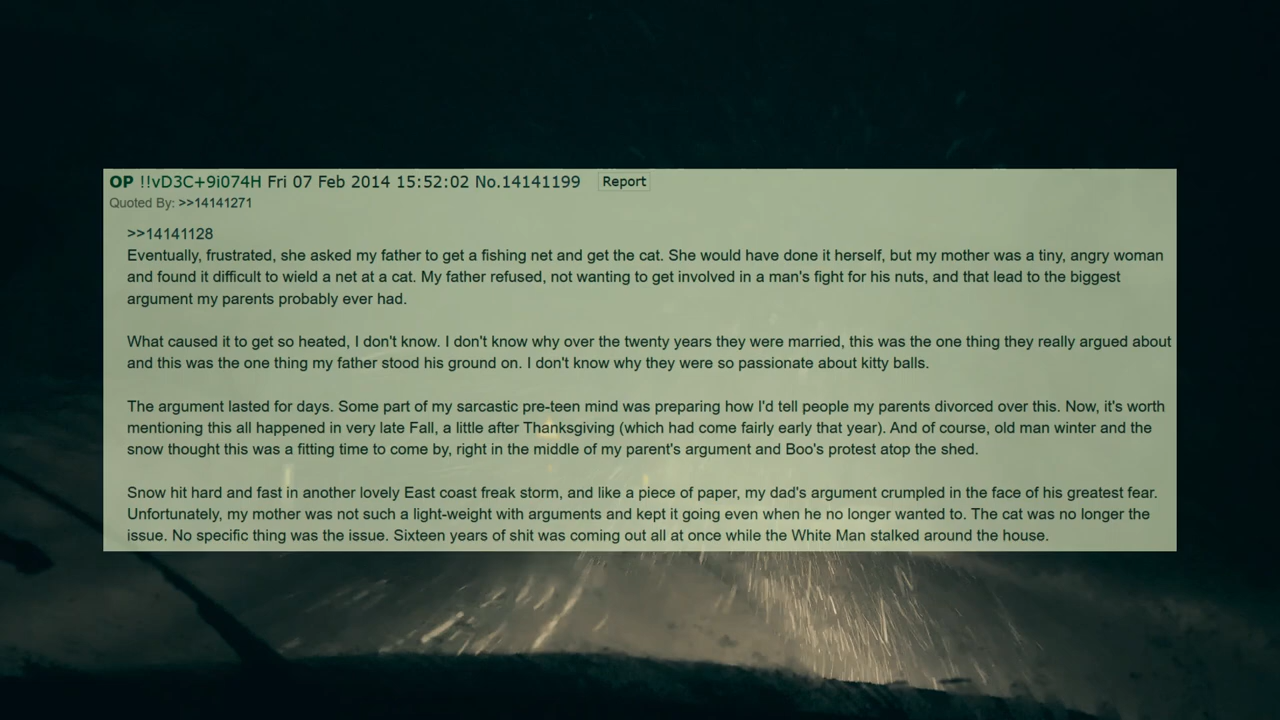 OP !!vD3C+9i074H Fri 07 Feb 2014 15:52:02 No.14141199 Report
Quoted By: >>14141271
>>14141128
Eventually, frustrated, she asked my father to get a fishing net and get the cat. She would have done it herself, but my mother was a tiny, angry woman
and found it difficult to wield a net at a cat. My father refused, not wanting to get involved in a man's fight for his nuts, and that lead to the biggest
argument my parents probably ever had.
What caused it to get so heated, I don't know. I don't know why over the twenty years they were married, this was the one thing they really argued about
and this was the one thing my father stood his ground on. I don't know why they were so passionate about kitty balls.
The argument lasted for days. Some part of my sarcastic pre-teen mind was preparing how I'd tell people my parents divorced over this. Now, it's worth
mentioning this all happened in very late Fall, a little after Thanksgiving (which had come fairly early that year). And of course, old man winter and the
snow thought this was a fitting time to come by, right in the middle of my parent's argument and Boo's protest atop the shed.
Snow hit hard and fast in another lovely East coast freak storm, and like a piece of paper, my dad's argument crumpled in the face of his greatest fear.
Unfortunately, my mother was not such a light-weight with arguments and kept it going even when he no longer wanted to. The cat was no longer the
issue. No specific thing was the issue. Sixteen years of shit was coming out all at once while the White Man stalked around the house.